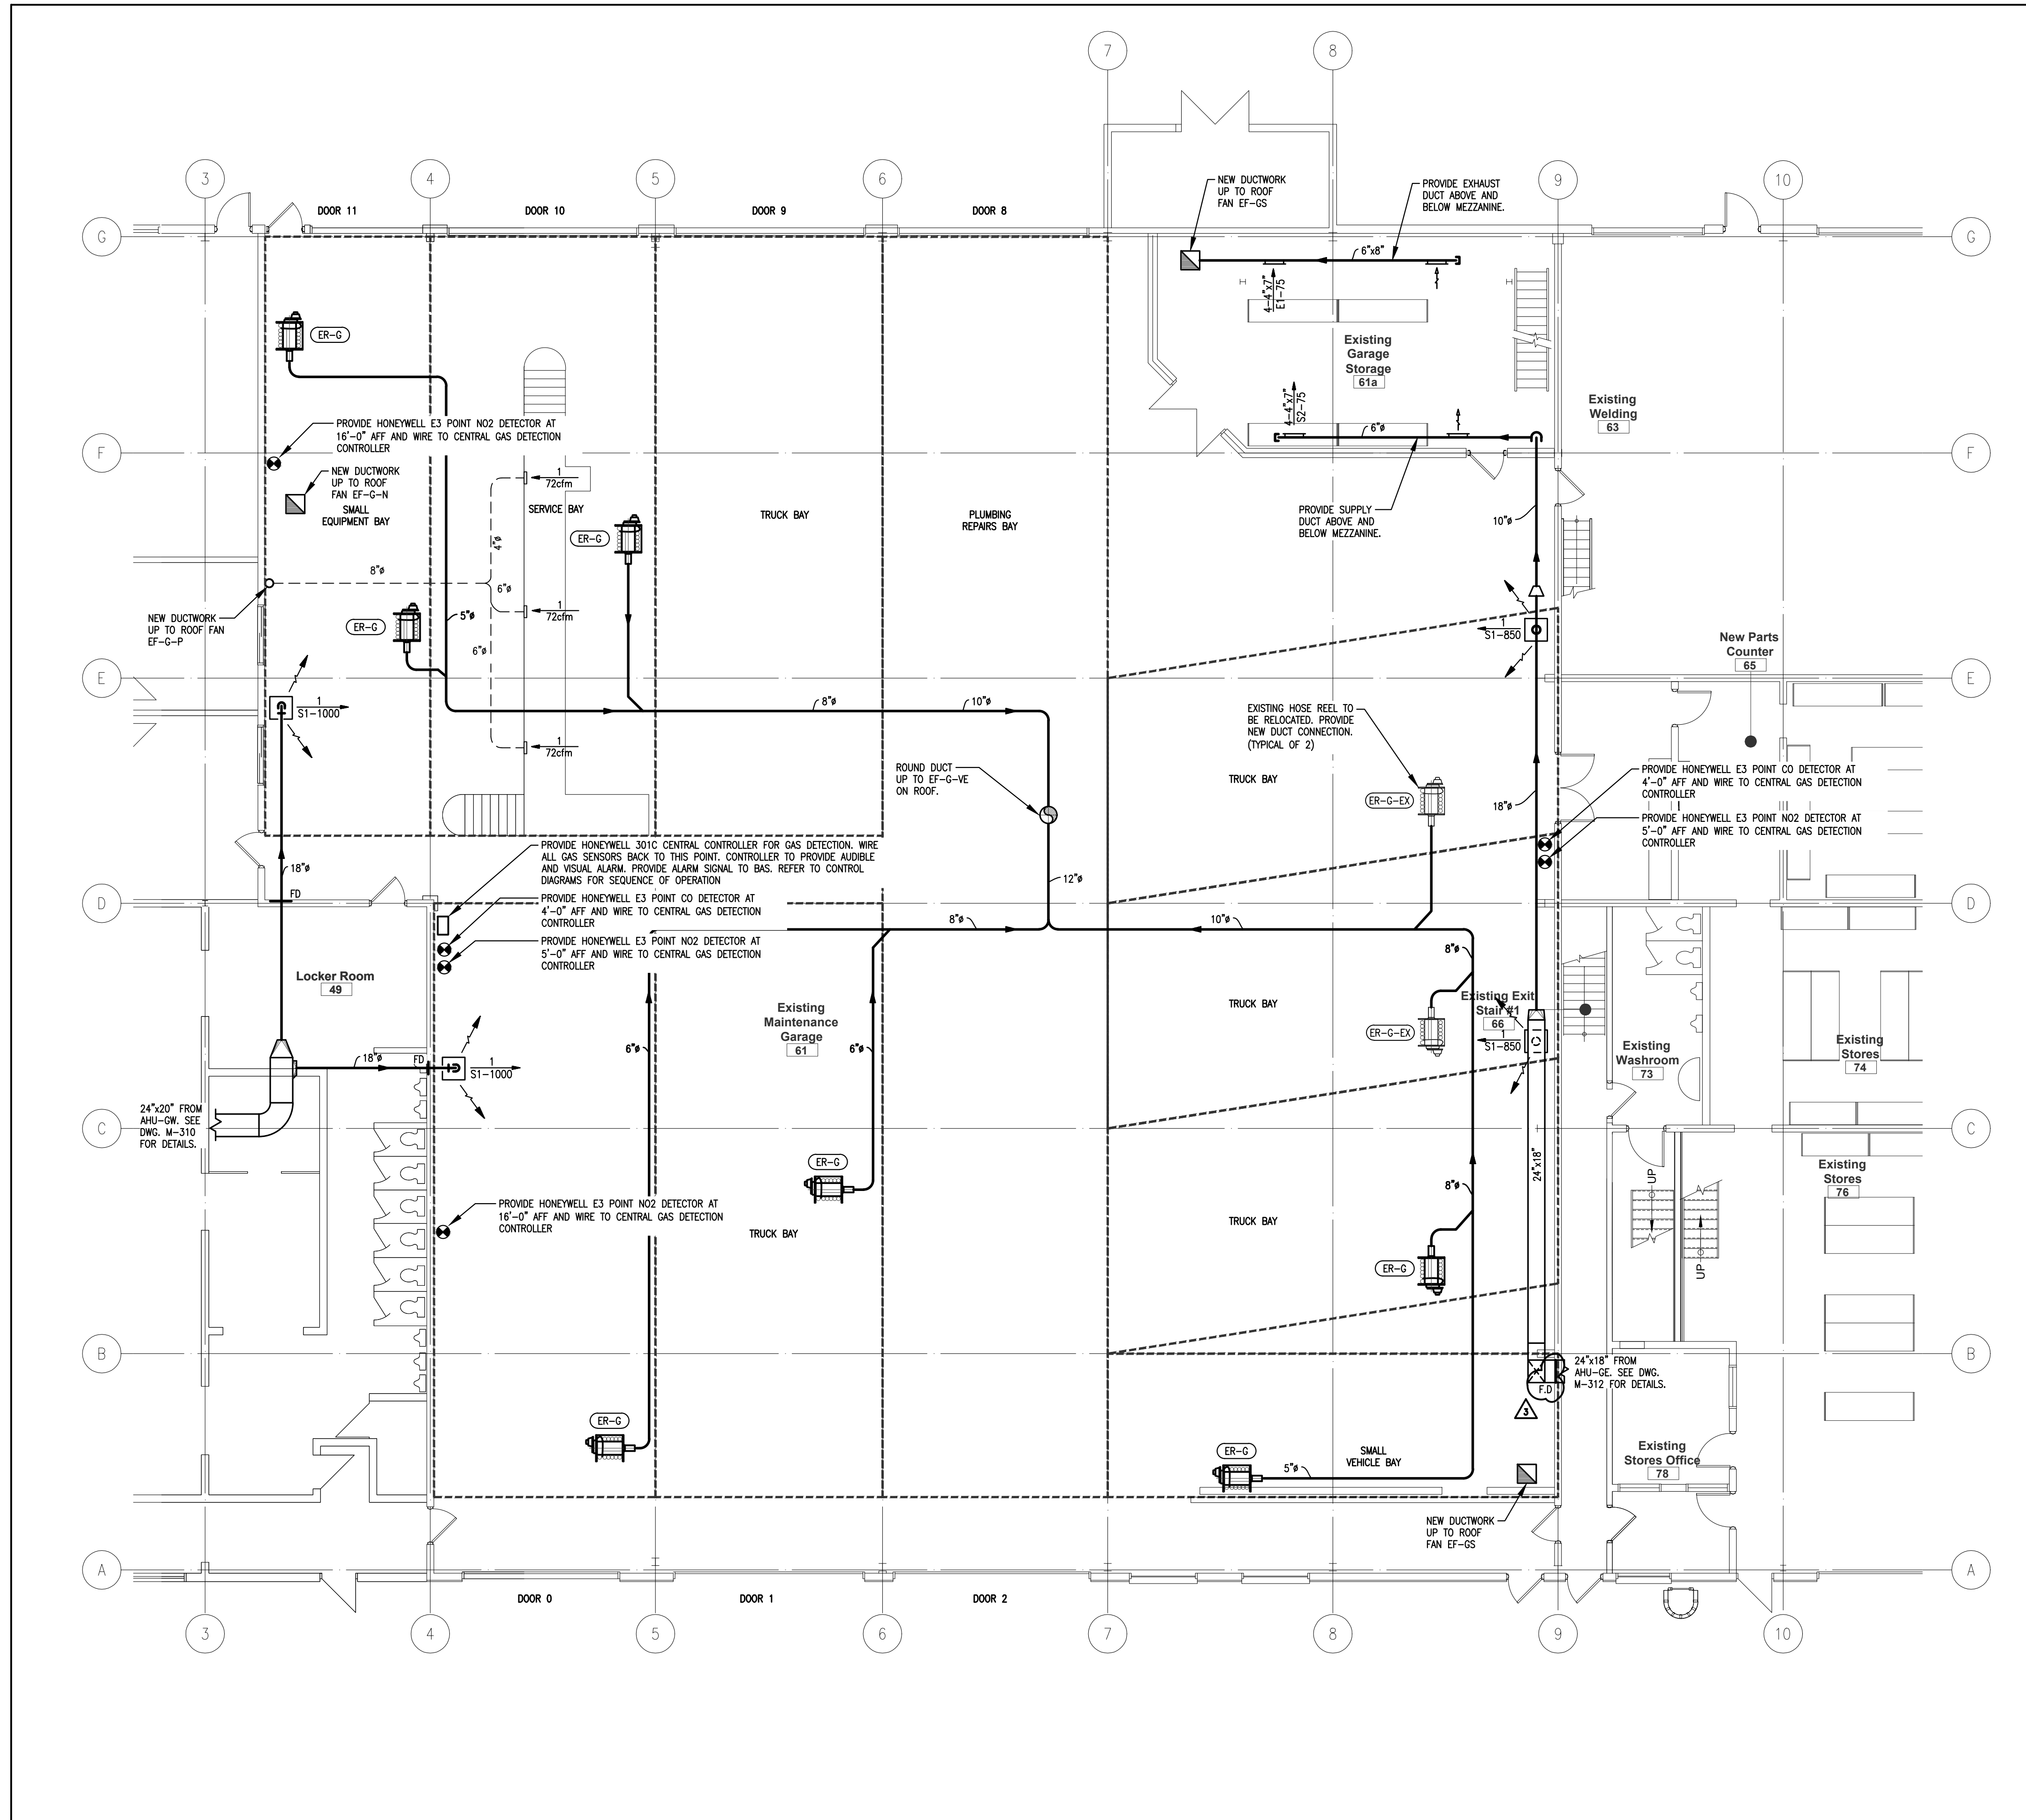 7
8
3
4
5
6
9
10
DOOR 11
DOOR 10
DOOR 9
DOOR 8
G
G
NEW DUCTWORK
UP TO ROOF
FAN EF-GS
PROVIDE EXHAUST
DUCT ABOVE AND
BELOW MEZZANINE.
6"x8"
4-4"x7"
E1-75
ER-G
Existing
Garage
Storage
61a
4-4"x7"
S2-75
6"ø
Existing
Welding
63
PROVIDE HONEYWELL E3 POINT NO2 DETECTOR AT
16'-0" AFF AND WIRE TO CENTRAL GAS DETECTION
CONTROLLER
F
F
NEW DUCTWORK
UP TO ROOF
FAN EF-G-N
SMALL
EQUIPMENT BAY
1
72cfm
SERVICE BAY
TRUCK BAY
PLUMBING
REPAIRS BAY
PROVIDE SUPPLY
DUCT ABOVE AND
BELOW MEZZANINE.
10"ø
ER-G
4"ø
8"ø
6"ø
NEW DUCTWORK
UP TO ROOF FAN
EF-G-P
ER-G
5"ø
1
72cfm
6"ø
1
S1-850
New Parts
Counter
65
E
E
1
S1-1000
8"ø
10"ø
1
72cfm
EXISTING HOSE REEL TO
BE RELOCATED. PROVIDE
NEW DUCT CONNECTION.
(TYPICAL OF 2)
ROUND DUCT
UP TO EF-G-VE
ON ROOF.
TRUCK BAY
ER-G-EX
18"ø
PROVIDE HONEYWELL E3 POINT CO DETECTOR AT
4'-0" AFF AND WIRE TO CENTRAL GAS DETECTION
CONTROLLER
PROVIDE HONEYWELL E3 POINT NO2 DETECTOR AT
5'-0" AFF AND WIRE TO CENTRAL GAS DETECTION
CONTROLLER
PROVIDE HONEYWELL 301C CENTRAL CONTROLLER FOR GAS DETECTION. WIRE
ALL GAS SENSORS BACK TO THIS POINT. CONTROLLER TO PROVIDE AUDIBLE
AND VISUAL ALARM. PROVIDE ALARM SIGNAL TO BAS. REFER TO CONTROL
DIAGRAMS FOR SEQUENCE OF OPERATION
18"ø
FD
12"ø
D
D
PROVIDE HONEYWELL E3 POINT CO DETECTOR AT
4'-0" AFF AND WIRE TO CENTRAL GAS DETECTION
CONTROLLER
8"ø
10"ø
PROVIDE HONEYWELL E3 POINT NO2 DETECTOR AT
5'-0" AFF AND WIRE TO CENTRAL GAS DETECTION
CONTROLLER
8"ø
Locker Room
49
Existing
Maintenance
Garage
61
TRUCK BAY
Existing Exit
Stair #1
66
ER-G-EX
1
S1-850
6"ø
6"ø
18"ø
FD
1
S1-1000
Existing
Washroom
73
Existing
Stores
74
24"x20" FROM
AHU-GW. SEE
DWG. M-310
FOR DETAILS.
C
C
24"x18"
ER-G
8"ø
UP
UP
Existing
Stores
76
PROVIDE HONEYWELL E3 POINT NO2 DETECTOR AT
16'-0" AFF AND WIRE TO CENTRAL GAS DETECTION
CONTROLLER
TRUCK BAY
TRUCK BAY
ER-G
B
B
24"x18" FROM
AHU-GE. SEE DWG.
M-312 FOR DETAILS.
F.D
3
ER-G
ER-G
5"ø
SMALL
VEHICLE BAY
Existing
Stores Office
78
NEW DUCTWORK
UP TO ROOF
FAN EF-GS
A
A
DOOR 0
DOOR 1
DOOR 2
3
4
5
6
7
8
9
10